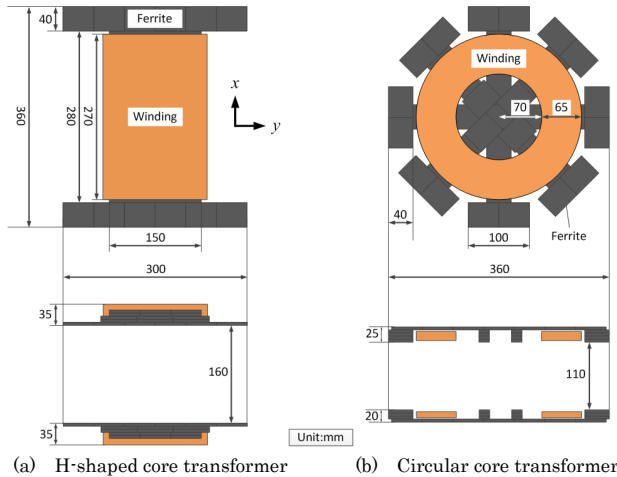 40
Ferrite
360
280
270
Winding
150
300
x
y
35
160
35
Unit:mm
(a) H-shaped core transformer
Winding
70
65
40
100
Ferrite
360
25
110
20
(b) Circular core transformer